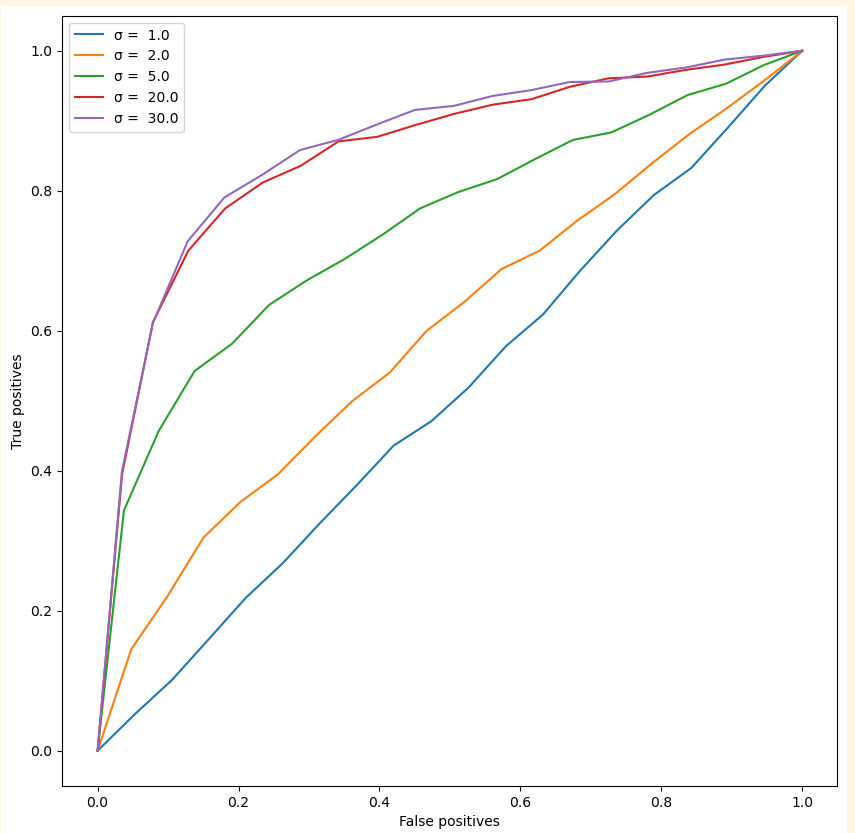 σ =  1.0
σ =  2.0
σ =  5.0
σ =  20.0
σ =  30.0
1.0
0.8
0.6
0.4
0.2
0.0
True positives
0.0 0.2 0.4 0.6 0.8 1.0
False positives